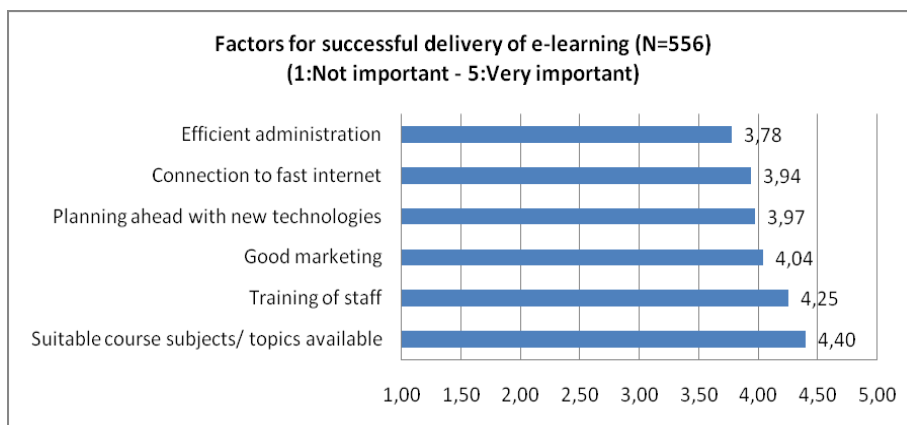 Factors for successful delivery of e-learning (N=556)
(1:Not important - 5:Very important)
Efficient administration 3,78
Connection to fast internet 3,94
Planning ahead with new technologies 3,97
Good marketing 4,04
Training of staff 4,25
Suitable course subjects/ topics available 4,40
1,00 1,50 2,00 2,50 3,00 3,50 4,00 4,50 5,00